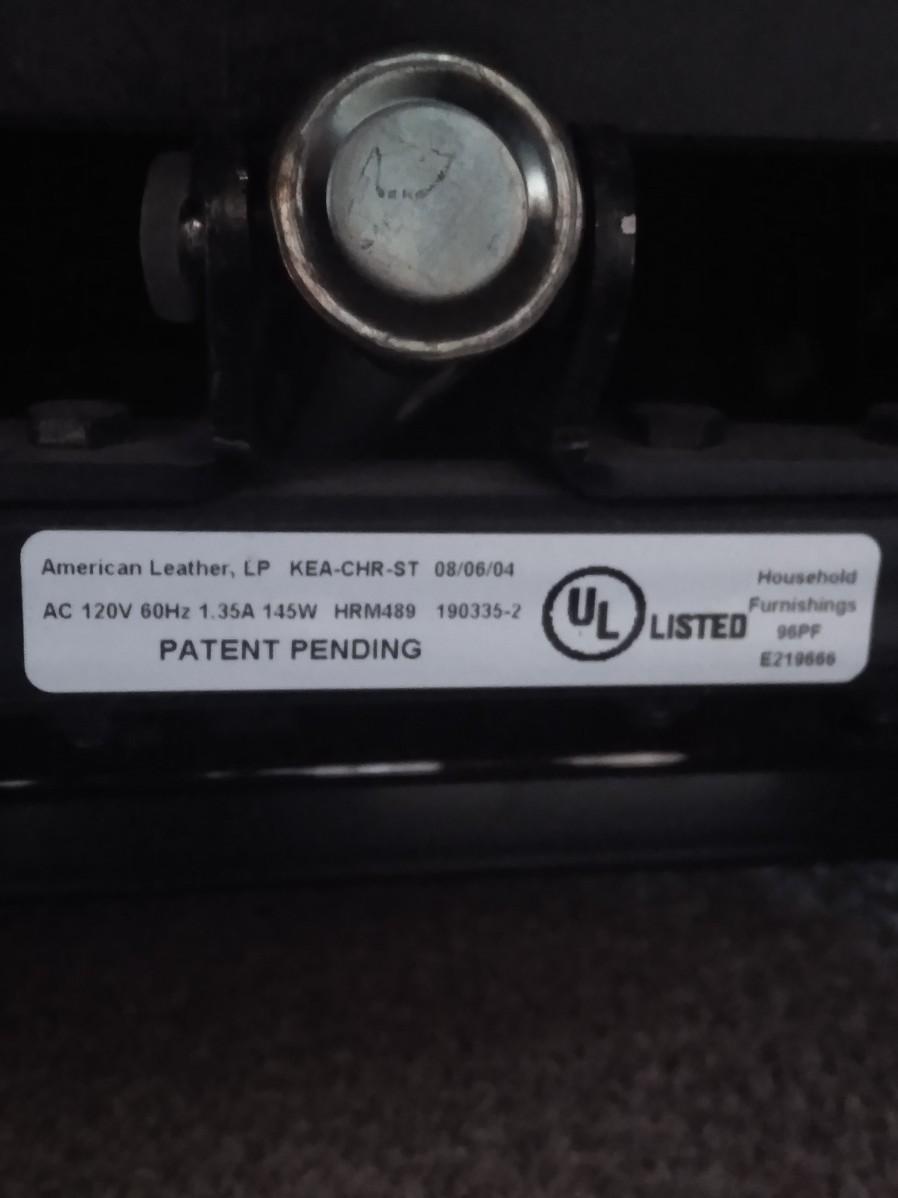 American Leather, LP KEA-CHR-ST 08/06/04
AC 120V 60Hz 1.35A 145W HRM489 190335-2
PATENT PENDING
UL LISTED
Household
Furnishings
96PF
E219666